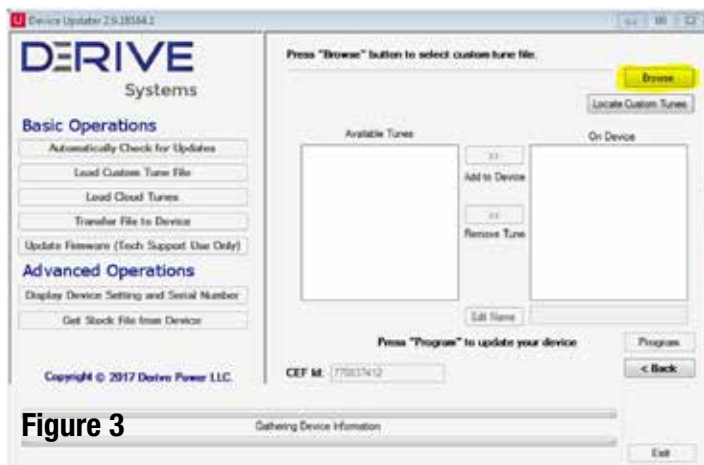 Device Updater 2.9.18504.2
DERIVE
Systems
Basic Operations
Automatically Check for Updates
Load Custom Tune File
Load Cloud Tunes
Transfer File to Device
Update Firmware (Tech Support Use Only)
Advanced Operations
Display Device Setting and Serial Number
Get Stock File from Device
Copyright © 2017 Derive Power LLC.
Press "Browse" button to select custom tune file.
Browse
Locate Custom Tunes
Available Tunes
On Device
>>
Add to Device
<<
Remove Tune
Edit Name
Press "Program" to update your device
Program
CEF Id:
< Back
Figure 3
Gathering Device Information
Exit